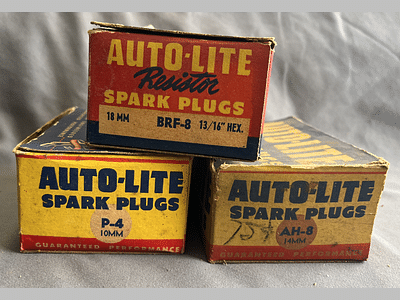 AUTO-LITE
Resistor
SPARK PLUGS
18 MM BRF-8 13/16" HEX.
AUTO-LITE
SPARK PLUGS
P-4
10MM
GUARANTEED PERFORMANCE
AUTO-LITE
SPARK PLUGS
AH-8
14MM
GUARANTEED PERFORMANCE